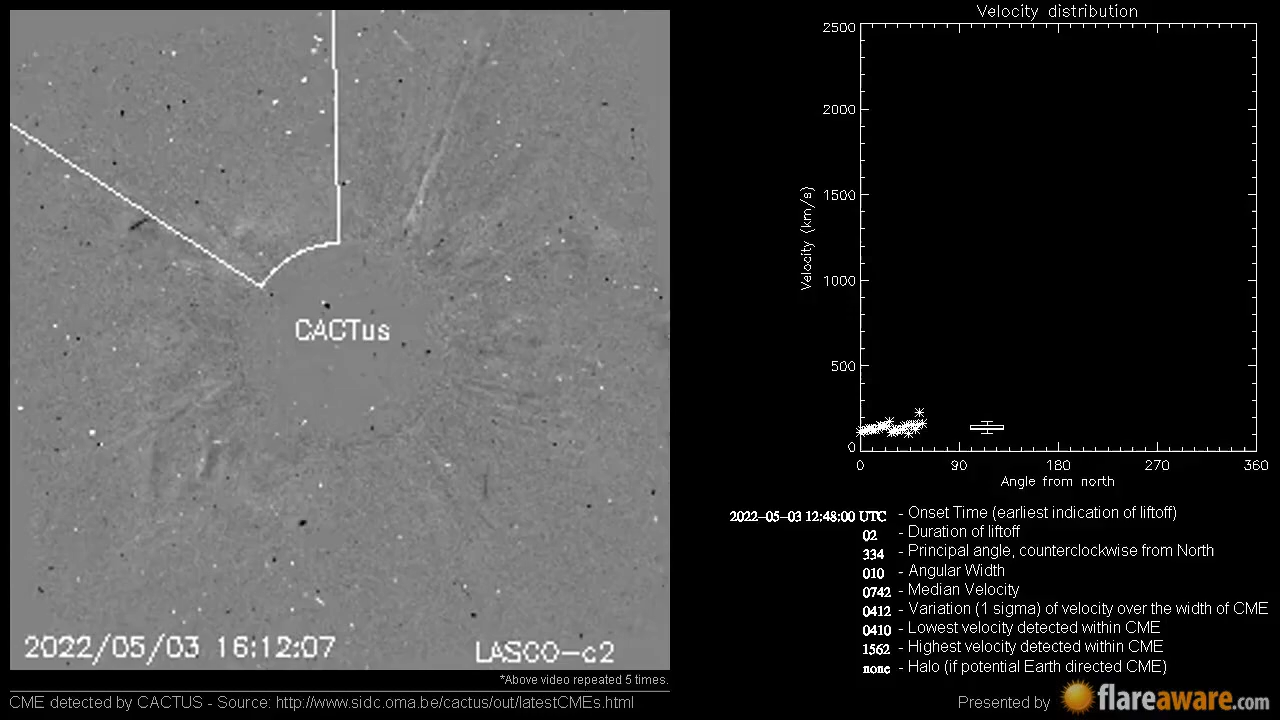 CACTus
2022/05/03 16:12:07
LASCO-c2
*Above video repeated 5 times.
CME detected by CACTUS - Source: http://www.sidc.oma.be/cactus/out/latestCMEs.html
Velocity distribution
2500
2000
1500
1000
500
0
Velocity (km/s)
0 90 180 270 360
Angle from north
2022-05-03 12:48:00 UTC - Onset Time (earliest indication of liftoff)
02 - Duration of liftoff
334 - Principal angle, counterclockwise from North
010 - Angular Width
0742 - Median Velocity
0412 - Variation (1 sigma) of velocity over the width of CME
0410 - Lowest velocity detected within CME
1562 - Highest velocity detected within CME
none - Halo (if potential Earth directed CME)
Presented by flareaware.com